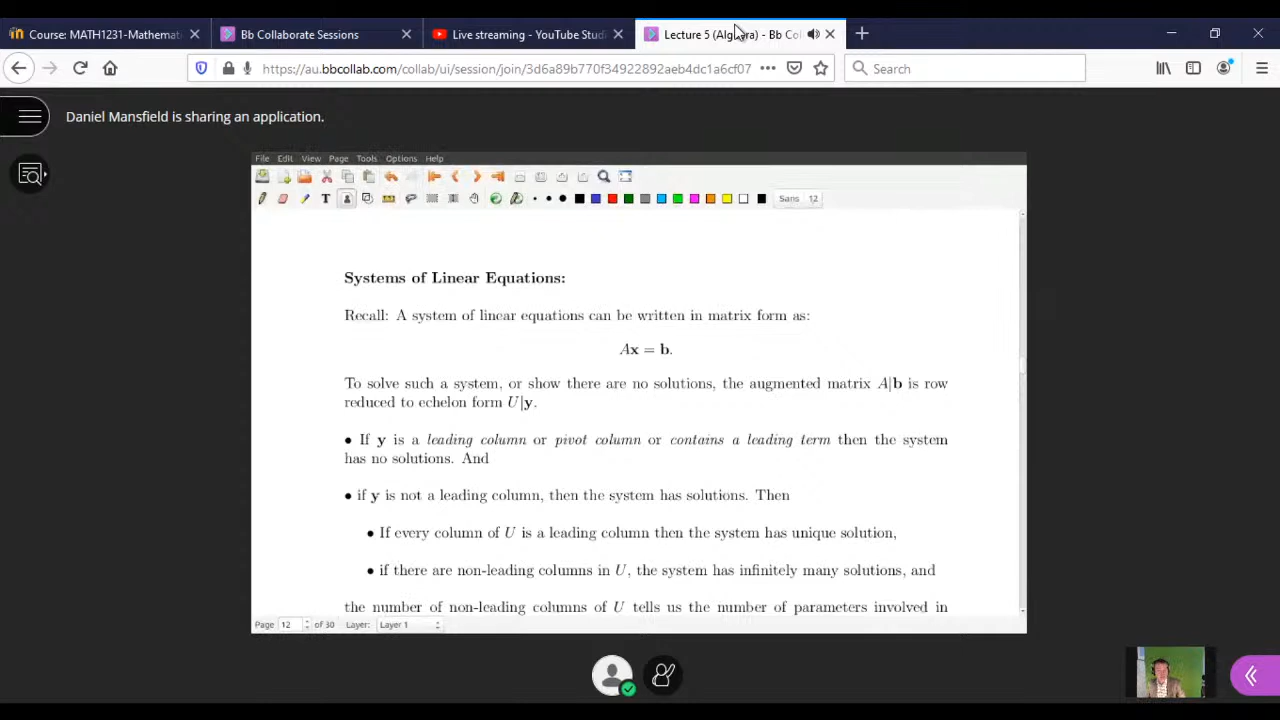 Course: MATH1231-Mathemat
Bb Collaborate Sessions
Live streaming - YouTube Stud
Lecture 5 (Algebra) - Bb Col
https://au.bbcollab.com/collab/ui/session/join/3d6a89b770f34922892aeb4dc1a6cf07
Search
Daniel Mansfield is sharing an application.
File Edit View Page Tools Options Help
Sans 12
Systems of Linear Equations:
Recall: A system of linear equations can be written in matrix form as:
Ax = b.
To solve such a system, or show there are no solutions, the augmented matrix A|b is row
reduced to echelon form U|y.
• If y is a leading column or pivot column or contains a leading term then the system
has no solutions. And
• if y is not a leading column, then the system has solutions. Then
• If every column of U is a leading column then the system has unique solution,
• if there are non-leading columns in U, the system has infinitely many solutions, and
the number of non-leading columns of U tells us the number of parameters involved in
Page 12 of 30 Layer: Layer 1